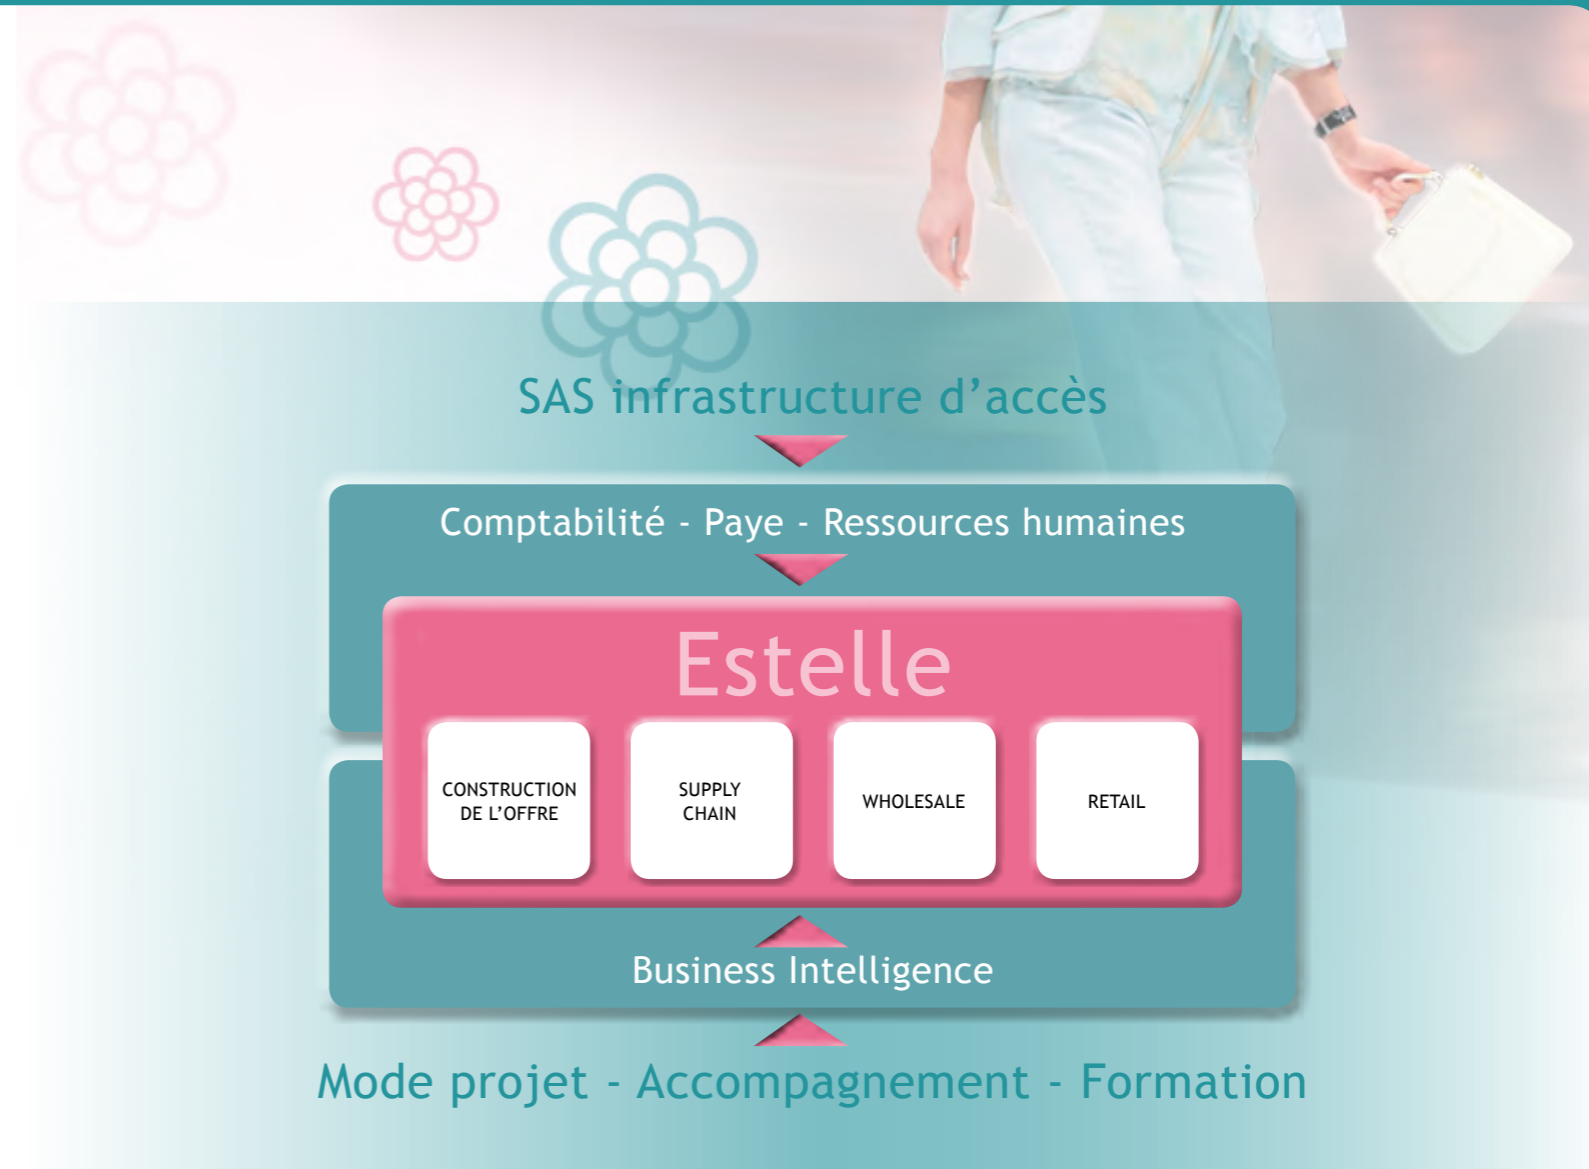 SAS infrastructure d’accès
Comptabilité - Paye - Ressources humaines
Estelle
CONSTRUCTION
DE L’OFFRE
SUPPLY
CHAIN
WHOLESALE
RETAIL
Business Intelligence
Mode projet - Accompagnement - Formation